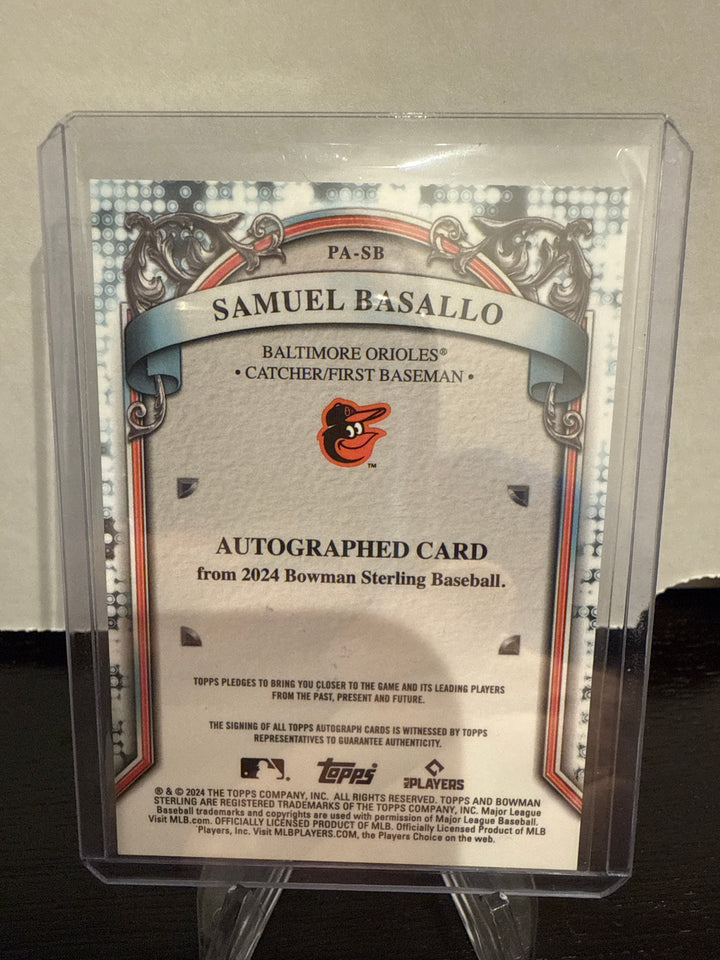 PA-SB
SAMUEL BASALLO
BALTIMORE ORIOLES®
• CATCHER/FIRST BASEMAN •
TM
AUTOGRAPHED CARD
from 2024 Bowman Sterling Baseball.
TOPPS PLEDGES TO BRING YOU CLOSER TO THE GAME AND ITS LEADING PLAYERS
FROM THE PAST, PRESENT AND FUTURE.
THE SIGNING OF ALL TOPPS AUTOGRAPH CARDS IS WITNESSED BY TOPPS
REPRESENTATIVES TO GUARANTEE AUTHENTICITY.
Topps
MLB PLAYERS
® & © 2024 THE TOPPS COMPANY, INC. ALL RIGHTS RESERVED. TOPPS AND BOWMAN
STERLING ARE REGISTERED TRADEMARKS OF THE TOPPS COMPANY, INC. Major League
Baseball trademarks and copyrights are used with permission of Major League Baseball.
Visit MLB.com. OFFICIALLY LICENSED PRODUCT OF MLB. Officially Licensed Product of MLB
Players, Inc. Visit MLBPLAYERS.COM, the Players Choice on the web.